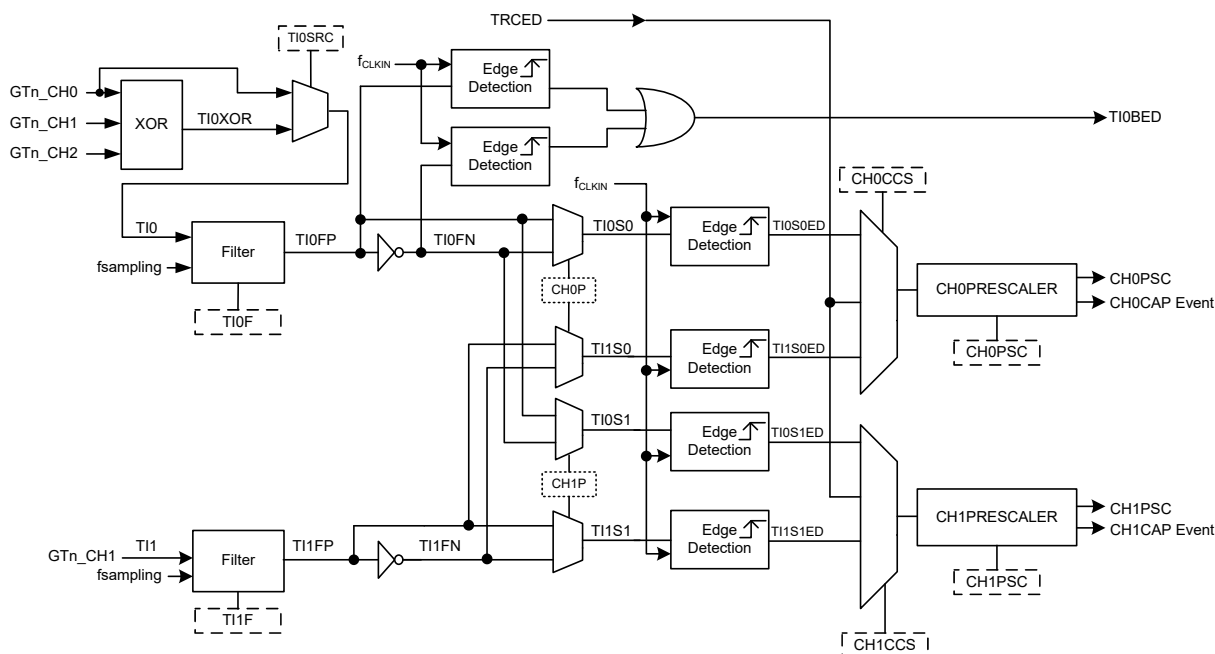 TRCED
TI0SRC
fCLKIN
Edge
Detection
GTn_CH0
GTn_CH1
GTn_CH2
XOR
TI0XOR
TI0BED
Edge
Detection
fCLKIN
CH0CCS
TI0
fsampling
Filter
TI0FP
TI0FN
TI0S0
Edge
Detection
TI0S0ED
CH0P
CH0PRESCALER
CH0PSC
CH0CAP Event
TI0F
CH0PSC
TI1S0
Edge
Detection
TI1S0ED
TI0S1
Edge
Detection
TI0S1ED
CH1P
CH1PRESCALER
CH1PSC
CH1CAP Event
GTn_CH1
TI1
fsampling
Filter
TI1FP
TI1FN
TI1S1
Edge
Detection
TI1S1ED
CH1PSC
TI1F
CH1CCS